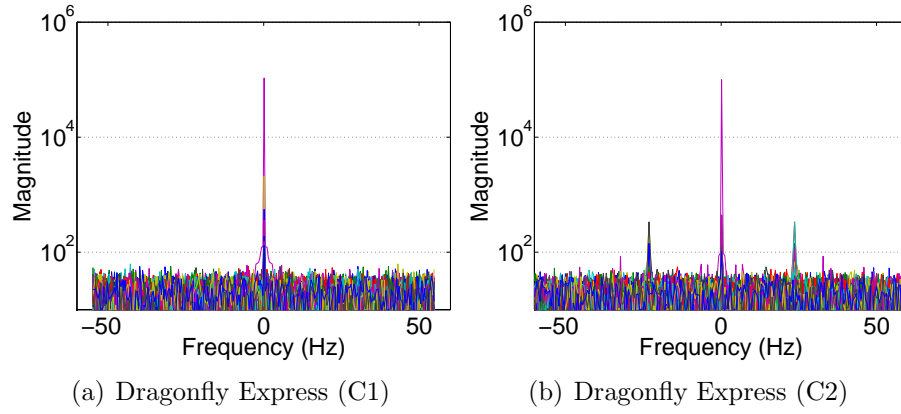 10^6
10^4
10^2
Magnitude
−50
0
50
Frequency (Hz)
(a) Dragonfly Express (C1)
10^6
10^4
10^2
Magnitude
−50
0
50
Frequency (Hz)
(b) Dragonfly Express (C2)